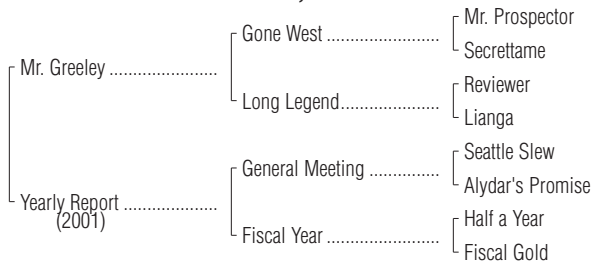 Mr. Prospector
Gone West ........................
Secrettame
Mr. Greeley .......................
Reviewer
Long Legend.....................
Lianga
Seattle Slew
General Meeting ...............
Alydar's Promise
Yearly Report ....................
(2001)
Half a Year
Fiscal Year ........................
Fiscal Gold